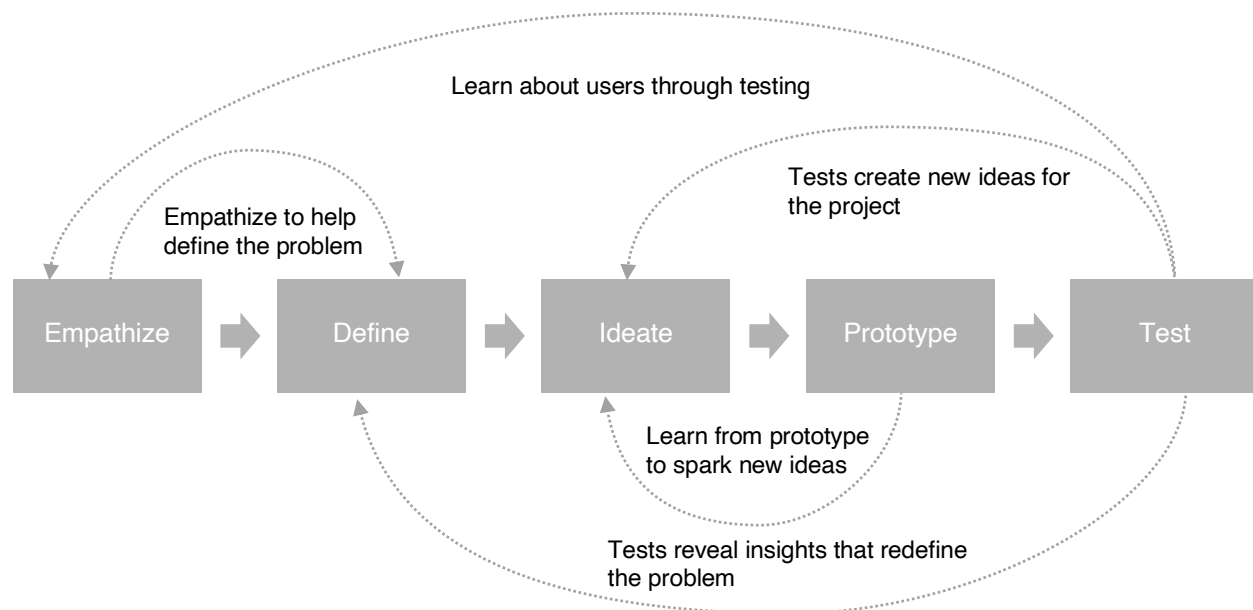 Learn about users through testing
Tests create new ideas for
the project
Empathize to help
define the problem
Empathize
Define
Ideate
Prototype
Test
Learn from prototype
to spark new ideas
Tests reveal insights that redefine
the problem